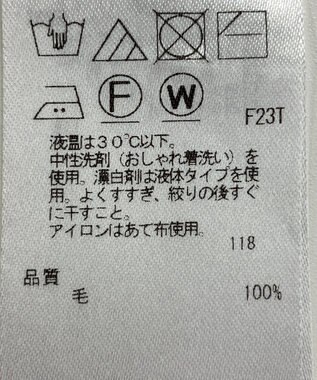 F W
F23T
液温は30℃以下。
中性洗剤（おしゃれ着洗い）を
使用。漂白剤は液体タイプを使
用。よくすすぎ、絞りの後すぐ
に干すこと。
アイロンはあて布使用。
118
品質
毛 100%